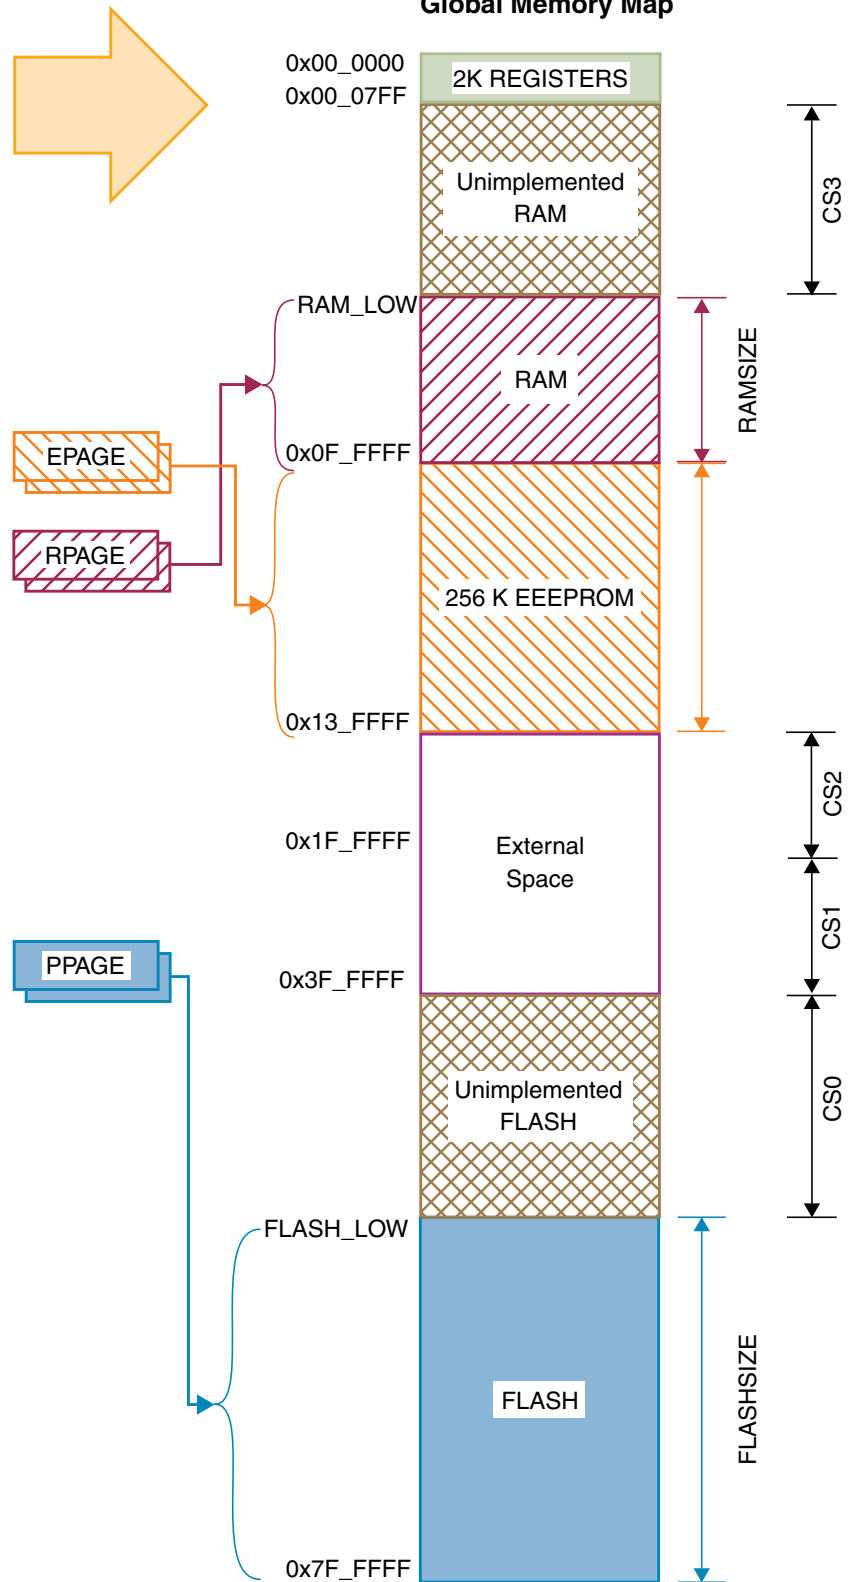 Global Memory Map
0x00_0000
2K REGISTERS
0x00_07FF
Unimplemented
RAM
CS3
RAM_LOW
RAM
RAMSIZE
0x0F_FFFF
EPAGE
RPAGE
256 K EEEPROM
0x13_FFFF
CS2
0x1F_FFFF
External
Space
CS1
PPAGE
0x3F_FFFF
Unimplemented
FLASH
CS0
FLASH_LOW
FLASH
FLASHSIZE
0x7F_FFFF